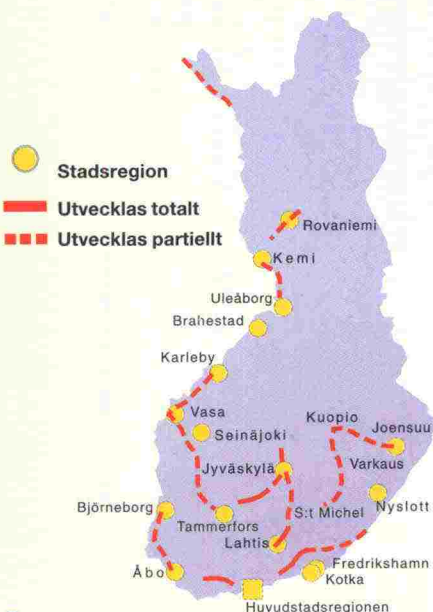 Stadsregion
Utvecklas totalt
Utvecklas partiellt
Rovaniemi
Kemi
Uleåborg
Brahestad
Karleby
Vasa
Seinäjoki
Kuopio
Joensuu
Jyväskylä
Varkaus
Nyslott
Björneborg
Tammerfors
S:t Michel
Lahtis
Åbo
Fredrikshamn
Kotka
Huvudstadsregionen